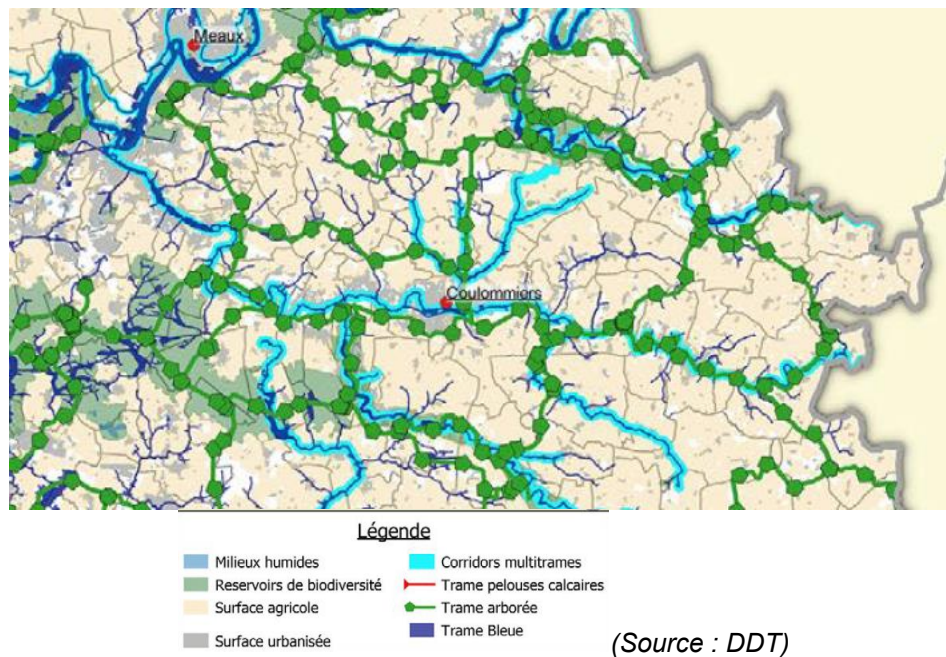 Meaux
Coulommiers
Légende
Milieux humides
Reservoirs de biodiversité
Surface agricole
Surface urbanisée
Corridors multitrames
Trame pelouses calcaires
Trame arborée
Trame Bleue
(Source : DDT)